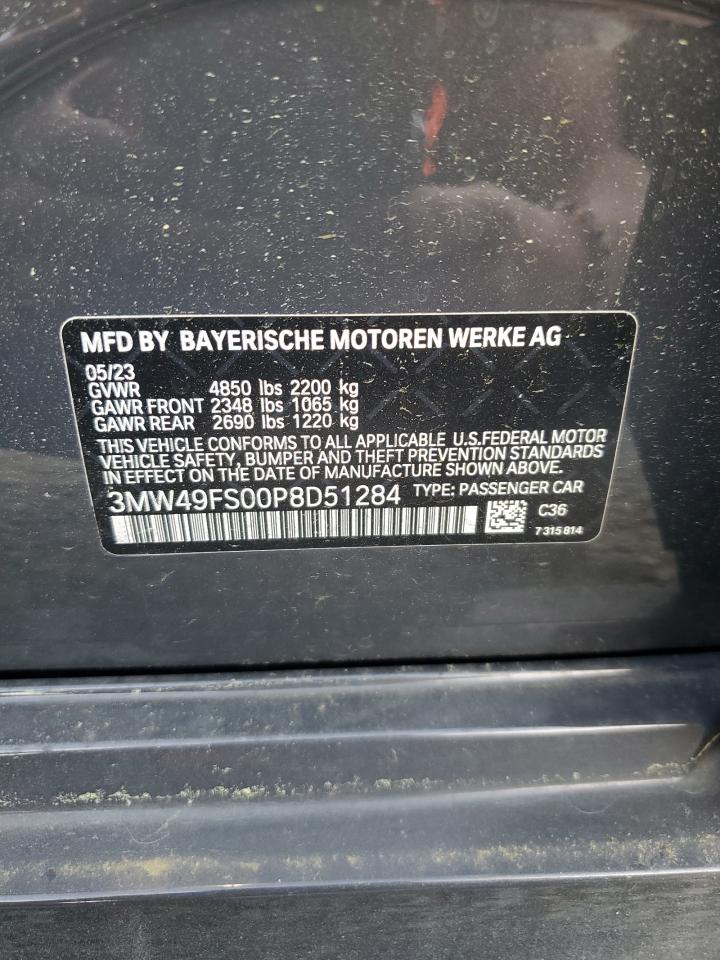 MFD BY BAYERISCHE MOTOREN WERKE AG
05/23
GVWR 4850 lbs 2200 kg
GAWR FRONT 2348 lbs 1065 kg
GAWR REAR 2690 lbs 1220 kg
THIS VEHICLE CONFORMS TO ALL APPLICABLE U.S.FEDERAL MOTOR
VEHICLE SAFETY, BUMPER AND THEFT PREVENTION STANDARDS
IN EFFECT ON THE DATE OF MANUFACTURE SHOWN ABOVE.
3MW49FS00P8D51284 TYPE: PASSENGER CAR
C36
7 315 814